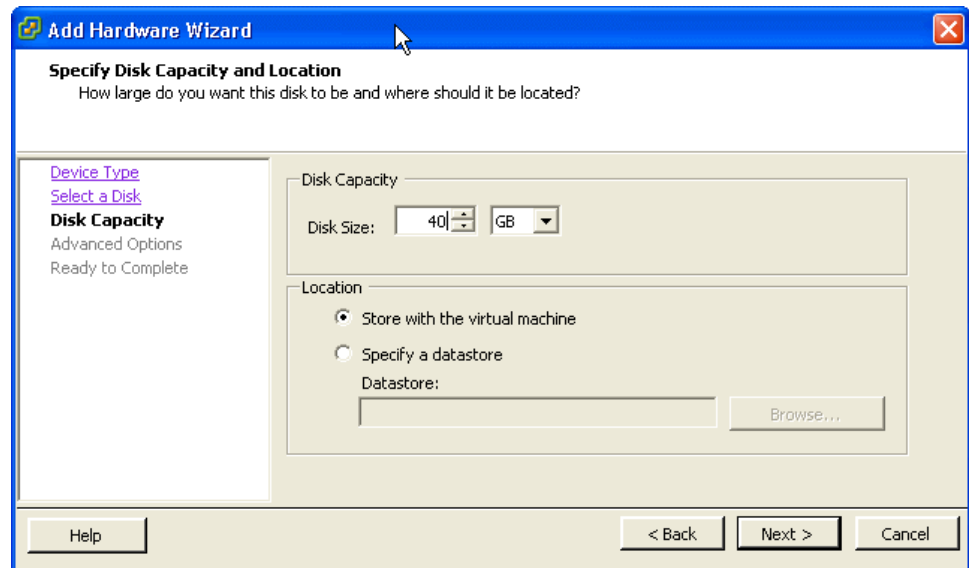 Add Hardware Wizard
Specify Disk Capacity and Location
How large do you want this disk to be and where should it be located?
Device Type
Select a Disk
Disk Capacity
Advanced Options
Ready to Complete
Disk Capacity
Disk Size: 40 GB
Location
Store with the virtual machine
Specify a datastore
Datastore:
Browse...
Help
< Back
Next >
Cancel